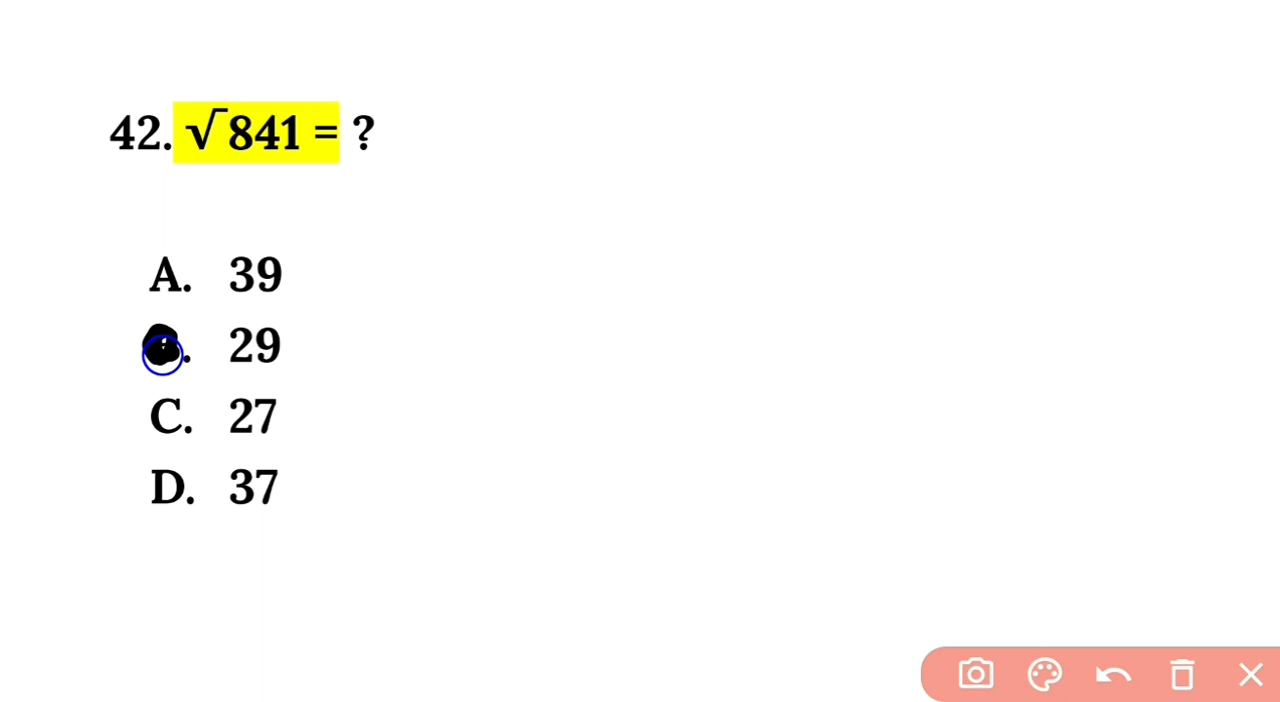 42. √841 = ?
A. 39
. 29
C. 27
D. 37